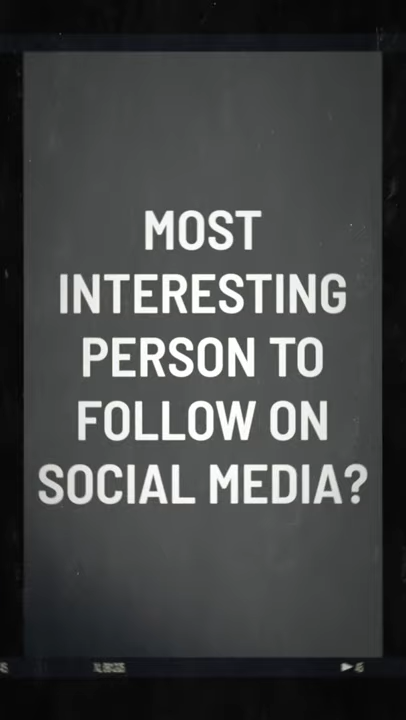 MOST
INTERESTING
PERSON TO
FOLLOW ON
SOCIAL MEDIA?